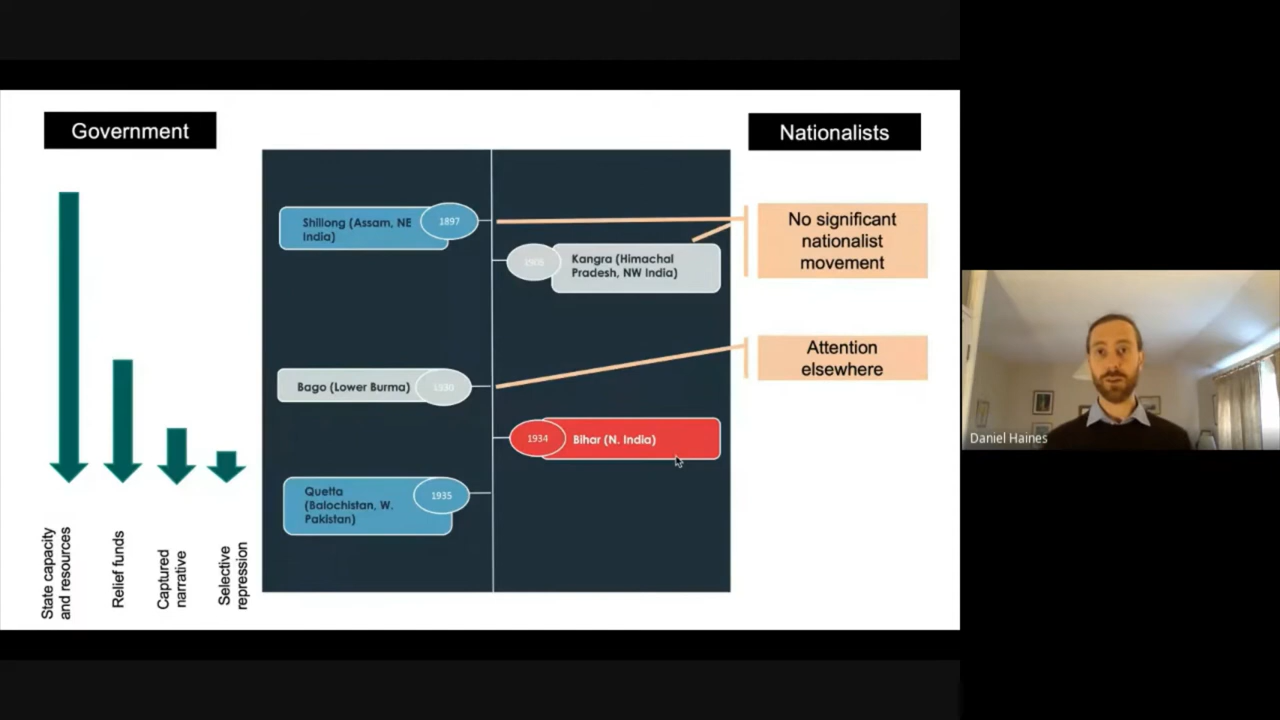 Government
Nationalists
Shillong (Assam, NE
India)
1897
1905
Kangra (Himachal
Pradesh, NW India)
No significant
nationalist
movement
Bago (Lower Burma)
1930
Attention
elsewhere
1934
Bihar (N. India)
Quetta
(Balochistan, W.
Pakistan)
1935
State capacity
and resources
Relief funds
Captured
narrative
Selective
repression
Daniel Haines